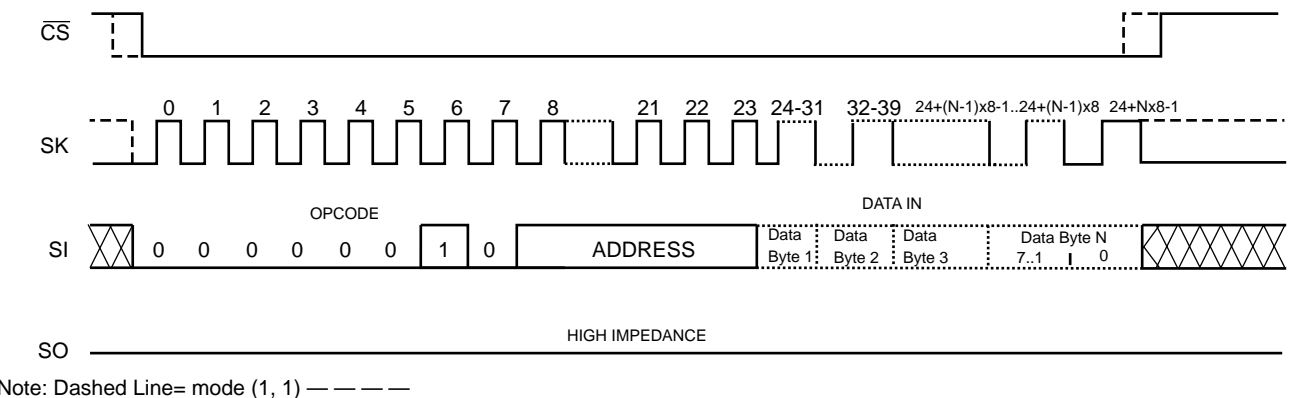 CS
0 1 2 3 4 5 6 7 8 21 22 23 24-31 32-39 24+(N-1)x8-1..24+(N-1)x8 24+Nx8-1
SK
OPCODE
DATA IN
SI 0 0 0 0 0 0 1 0 ADDRESS
Data Byte 1
Data Byte 2
Data Byte 3
Data Byte N
7..1 0
HIGH IMPEDANCE
SO
Note: Dashed Line= mode (1, 1) — — — —